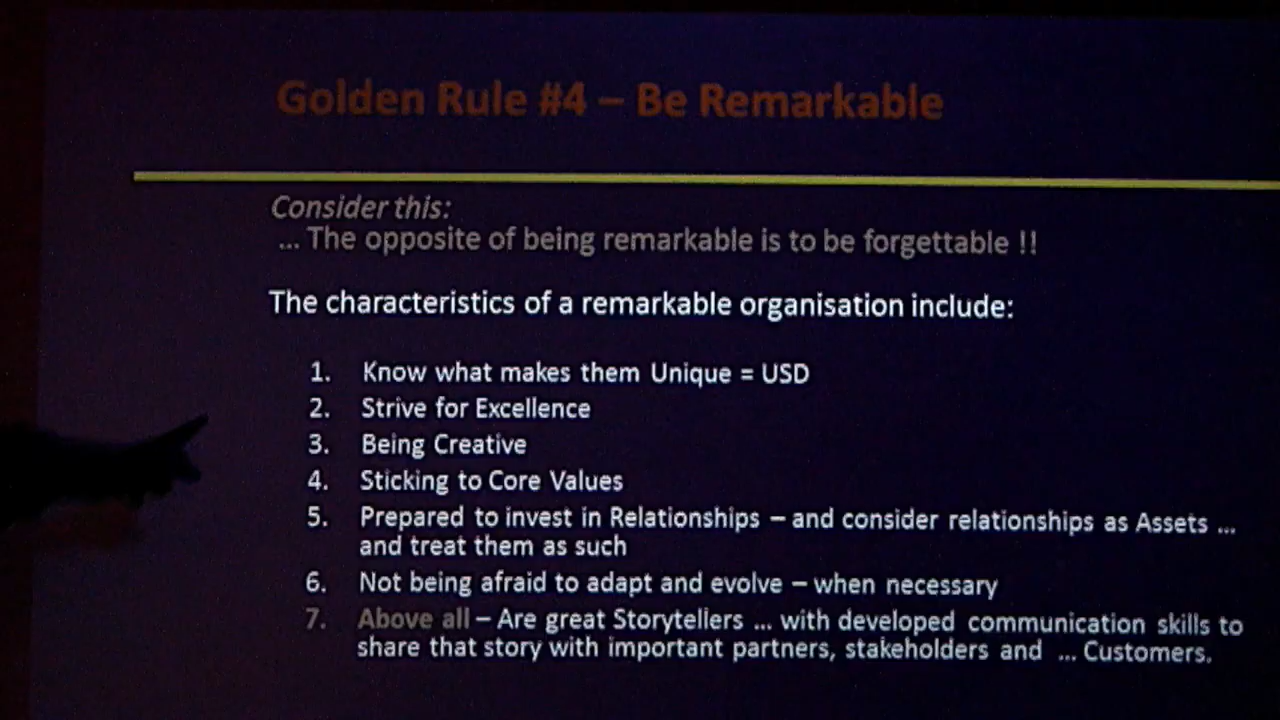 Golden Rule #4 – Be Remarkable
Consider this:
... The opposite of being remarkable is to be forgettable !!
The characteristics of a remarkable organisation include:
1. Know what makes them Unique = USD
2. Strive for Excellence
3. Being Creative
4. Sticking to Core Values
5. Prepared to invest in Relationships – and consider relationships as Assets ...
and treat them as such
6. Not being afraid to adapt and evolve – when necessary
7. Above all – Are great Storytellers ... with developed communication skills to
share that story with important partners, stakeholders and ... Customers.